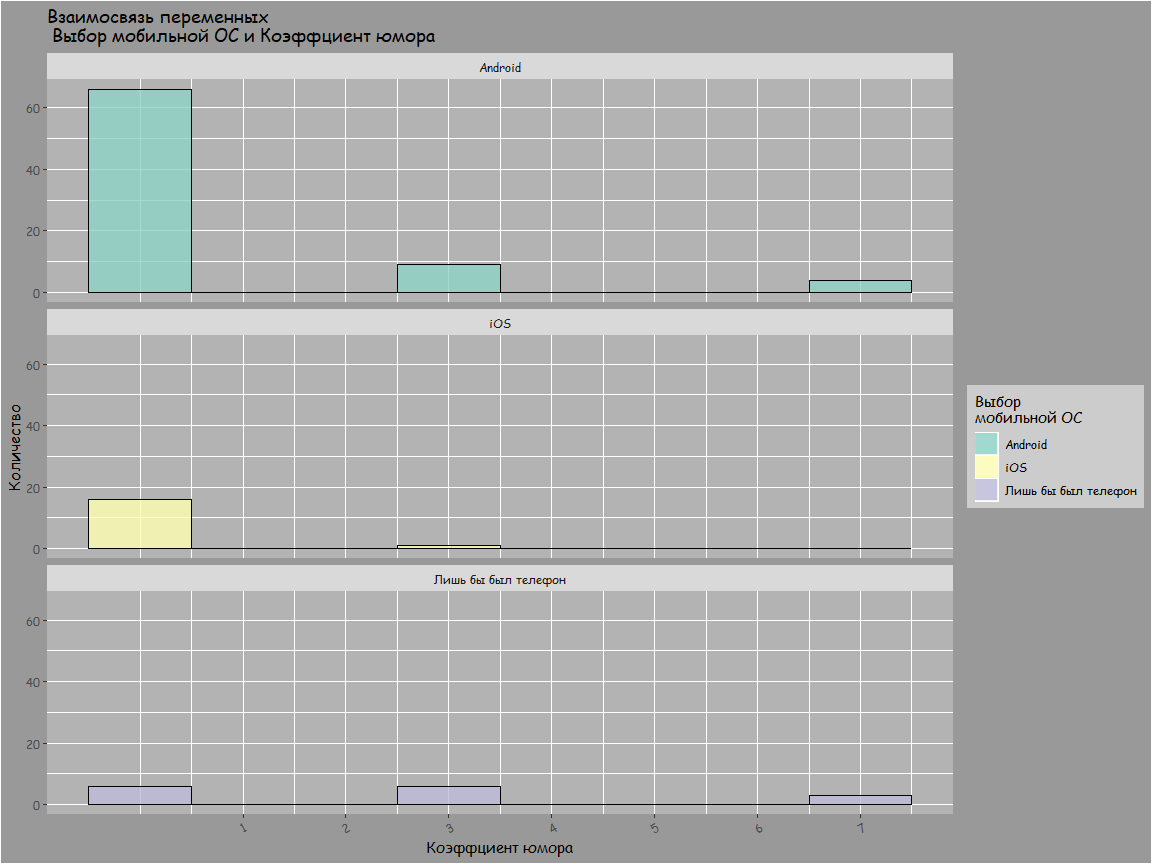 Взаимосвязь переменных
Выбор мобильной ОС и Коэффциент юмора
Android
60
40
20
0
iOS
60
40
20
0
Лишь бы был телефон
60
40
20
0
1 2 3 4 5 6 7
Коэффциент юмора
Количество
Выбор
мобильной ОС
Android
iOS
Лишь бы был телефон